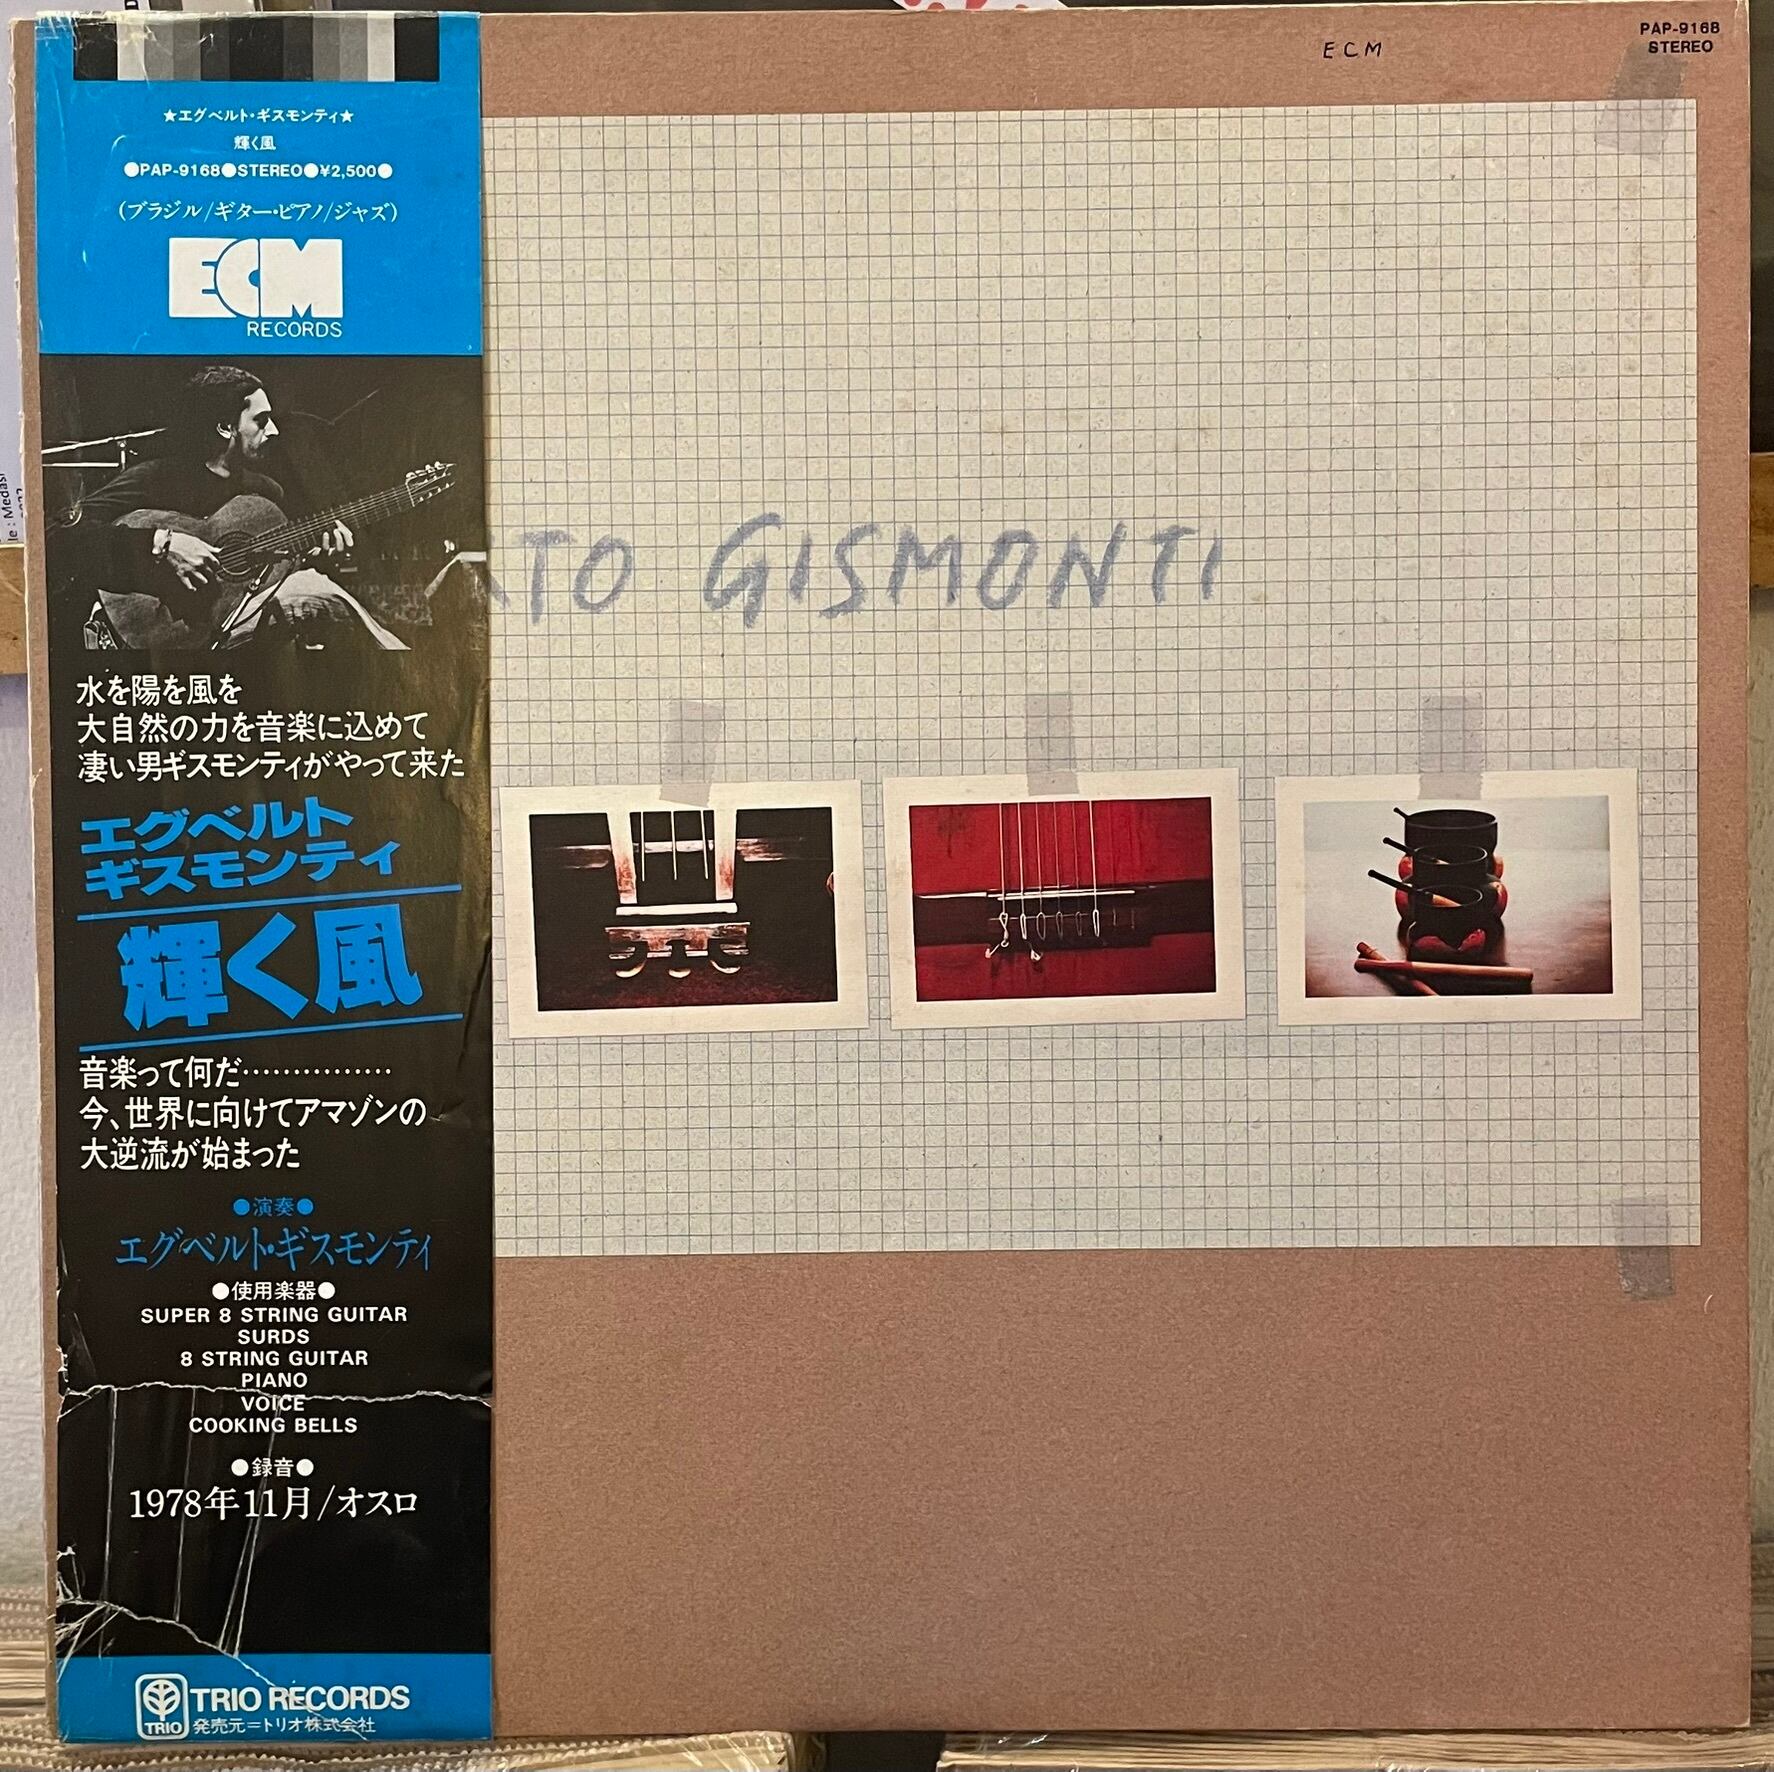 ★エグベルト・ギスモンティ★
輝く風
●PAP-9168●STEREO●¥2,500●
(ブラジル/ギター・ピアノ/ジャズ)
ECM
RECORDS
水を陽を風を
大自然の力を音楽に込めて
凄い男ギスモンティがやって来た
エグベルト
ギスモンティ
輝く風
音楽って何だ……………
今、世界に向けてアマゾンの
大逆流が始まった
●演奏●
エグベルト・ギスモンティ
●使用楽器●
SUPER 8 STRING GUITAR
SURDS
8 STRING GUITAR
PIANO
VOICE
COOKING BELLS
●録音●
1978年11月/オスロ
TRIO
TRIO RECORDS
発売元=トリオ株式会社
ECM
PAP-9168
STEREO
TO GISMONTI